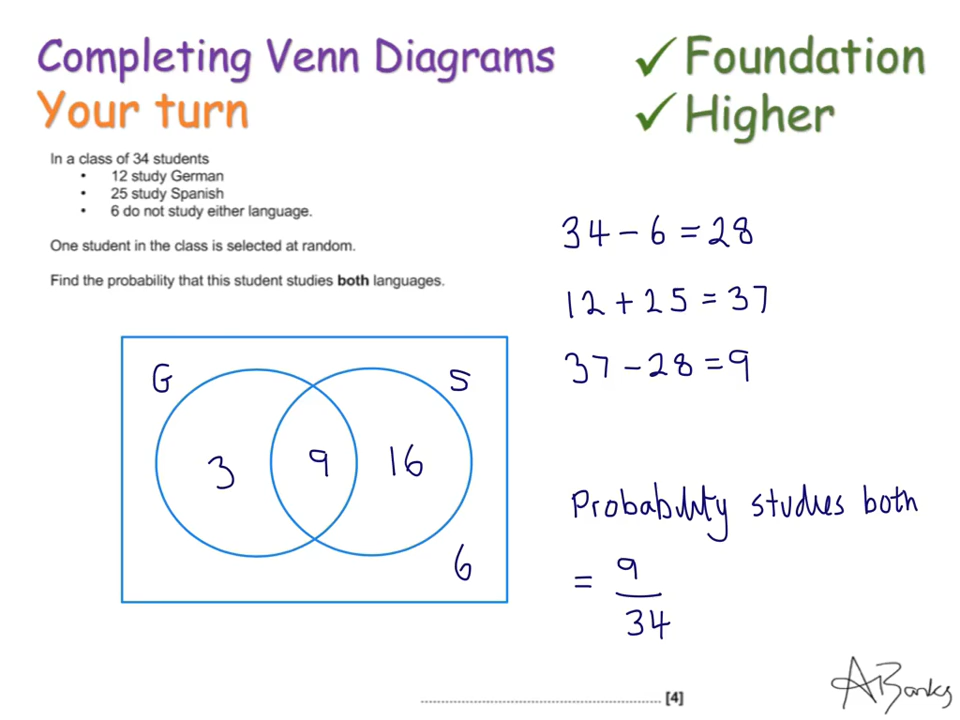 Completing Venn Diagrams
Your turn
✓ Foundation
✓ Higher
In a class of 34 students
• 12 study German
• 25 study Spanish
• 6 do not study either language.
One student in the class is selected at random.
Find the probability that this student studies both languages.
34 - 6 = 28
12 + 25 = 37
37 - 28 = 9
G S
3 9 16
6
Probability studies both
= 9
34
[4]
ABanks